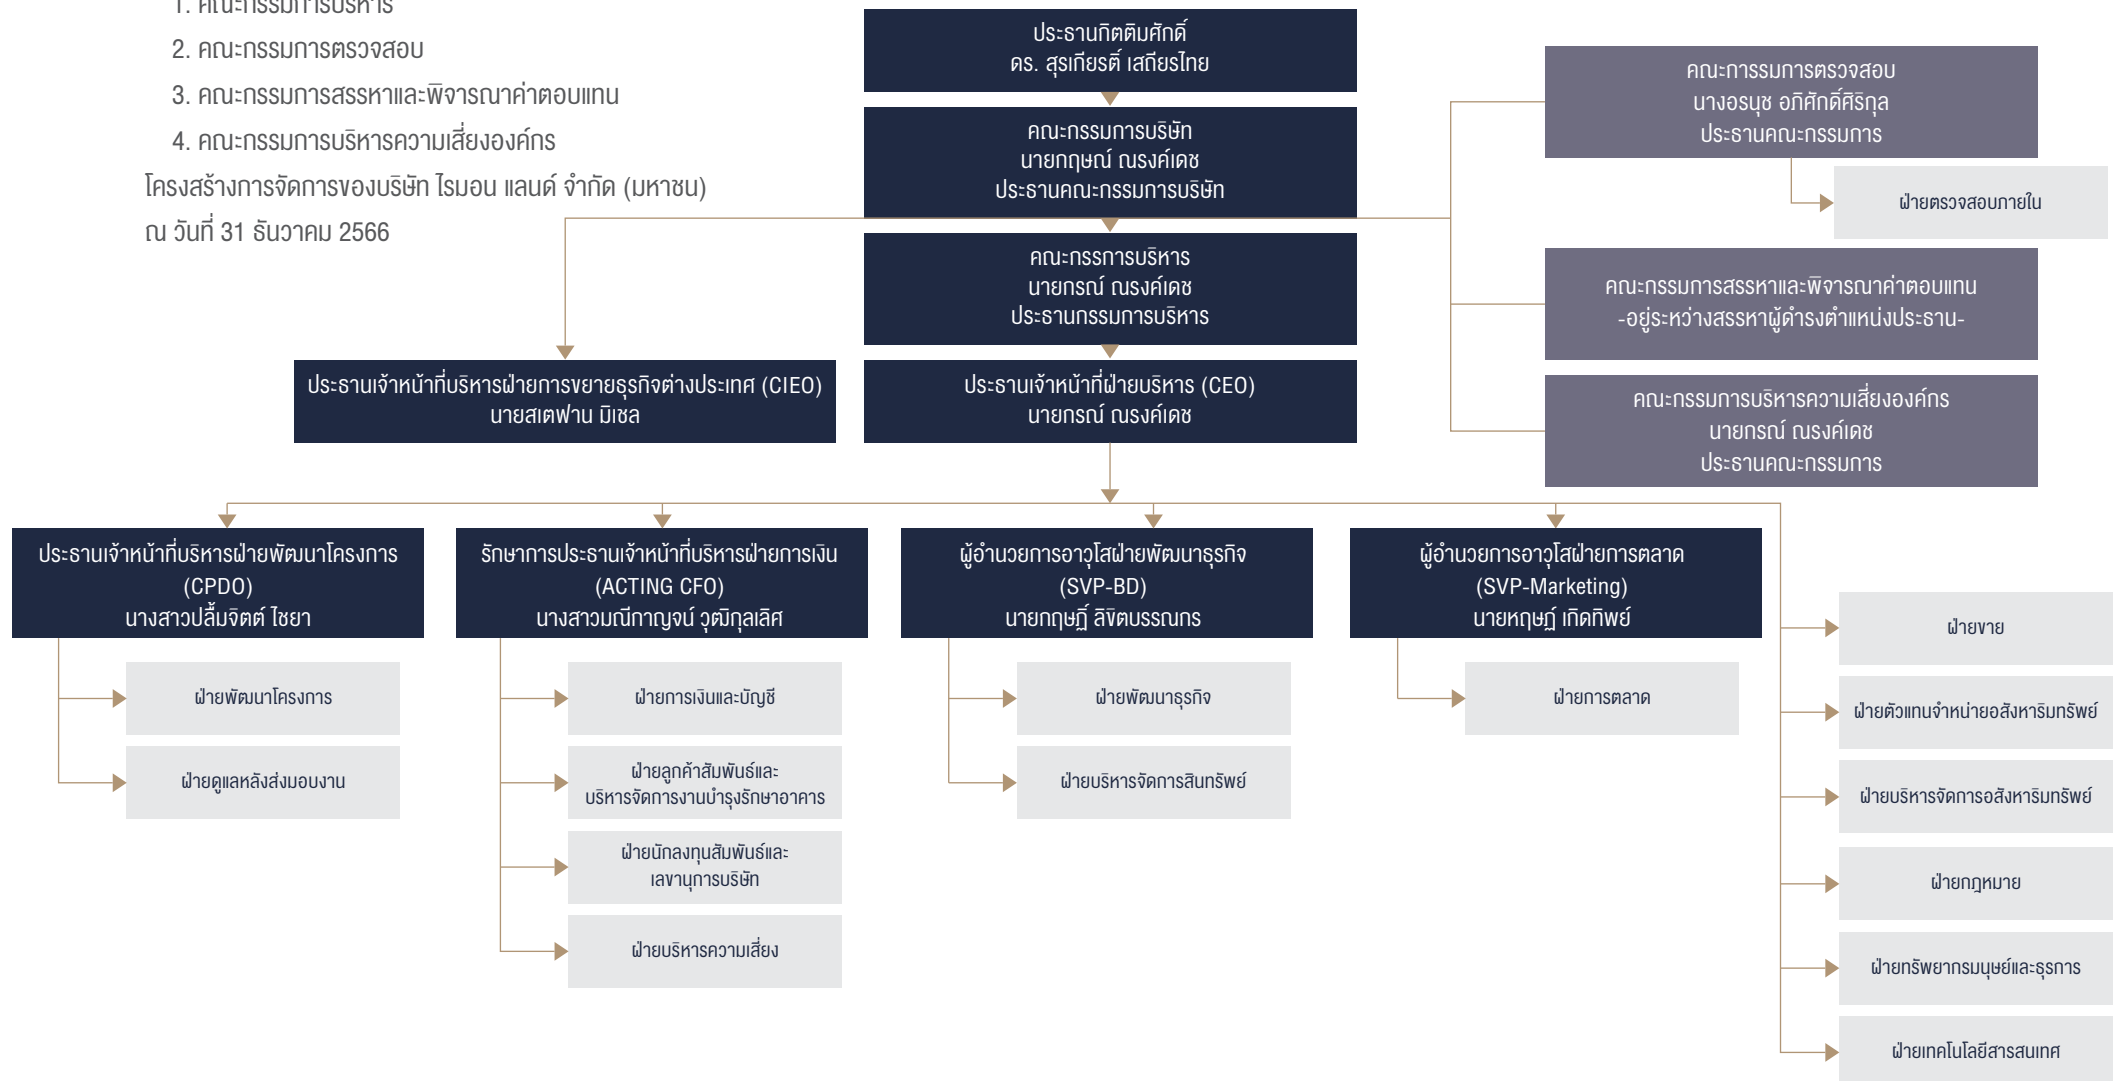 1. คณะกรรมการบริหาร
2. คณะกรรมการตรวจสอบ
3. คณะกรรมการสรรหาและพิจารณาค่าตอบแทน
4. คณะกรรมการบริหารความเสี่ยงองค์กร
โครงสร้างการจัดการของบริษัท ไรมอน แลนด์ จำกัด (มหาชน)
ณ วันที่ 31 ธันวาคม 2566
ประธานกิตติมศักดิ์
ดร. สุรเกียรติ์ เสถียรไทย
คณะกรรมการบริษัท
นายกฤษณ์ ณรงค์เดช
ประธานคณะกรรมการบริษัท
คณะการรมการตรวจสอบ
นางอรนุช อภิศักดิ์ศิริกุล
ประธานคณะกรรมการ
ฝ่ายตรวจสอบภายใน
คณะกรรการบริหาร
นายกรณ์ ณรงค์เดช
ประธานกรรมการบริหาร
คณะกรรมการสรรหาและพิจารณาค่าตอบแทน
-อยู่ระหว่างสรรหาผู้ดำรงตำแหน่งประธาน-
ประธานเจ้าหน้าที่บริหารฝ่ายการขยายธุรกิจต่างประเทศ (CIEO)
นายสเตฟาน มิเชล
ประธานเจ้าหน้าที่ฝ่ายบริหาร (CEO)
นายกรณ์ ณรงค์เดช
คณะกรรมการบริหารความเสี่ยงองค์กร
นายกรณ์ ณรงค์เดช
ประธานคณะกรรมการ
ประธานเจ้าหน้าที่บริหารฝ่ายพัฒนาโครงการ
(CPDO)
นางสาวปลื้มจิตต์ ไชยา
ฝ่ายพัฒนาโครงการ
ฝ่ายดูแลหลังส่งมอบงาน
รักษาการประธานเจ้าหน้าที่บริหารฝ่ายการเงิน
(ACTING CFO)
นางสาวมณีกาญจน์ วุฒิกุลเลิศ
ฝ่ายการเงินและบัญชี
ฝ่ายลูกค้าสัมพันธ์และ
บริหารจัดการงานบำรุงรักษาอาคาร
ฝ่ายนักลงทุนสัมพันธ์และ
เลขานุการบริษัท
ฝ่ายบริหารความเสี่ยง
ผู้อำนวยการอาวุโสฝ่ายพัฒนาธุรกิจ
(SVP-BD)
นายกฤษฎิ์ ลิขิตบรรณกร
ฝ่ายพัฒนาธุรกิจ
ฝ่ายบริหารจัดการสินทรัพย์
ผู้อำนวยการอาวุโสฝ่ายการตลาด
(SVP-Marketing)
นายหฤษฏ์ เกิดทิพย์
ฝ่ายการตลาด
ฝ่ายขาย
ฝ่ายตัวแทนจำหน่ายอสังหาริมทรัพย์
ฝ่ายบริหารจัดการอสังหาริมทรัพย์
ฝ่ายกฎหมาย
ฝ่ายทรัพยากรมนุษย์และธุรการ
ฝ่ายเทคโนโลยีสารสนเทศ